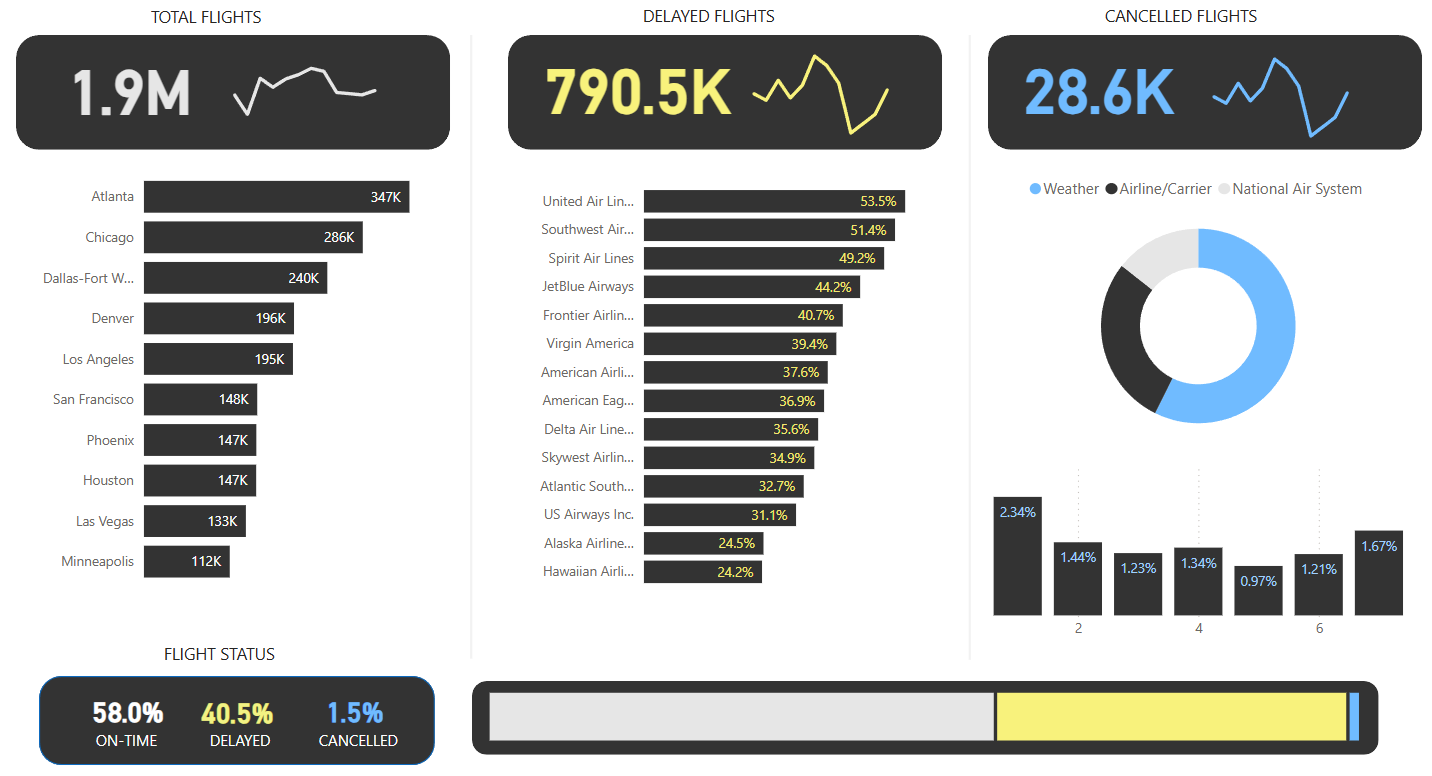 TOTAL FLIGHTS
1.9M
Atlanta 347K
Chicago 286K
Dallas-Fort W... 240K
Denver 196K
Los Angeles 195K
San Francisco 148K
Phoenix 147K
Houston 147K
Las Vegas 133K
Minneapolis 112K
DELAYED FLIGHTS
790.5K
United Air Lin... 53.5%
Southwest Air... 51.4%
Spirit Air Lines 49.2%
JetBlue Airways 44.2%
Frontier Airlin... 40.7%
Virgin America 39.4%
American Airli... 37.6%
American Eag... 36.9%
Delta Air Line... 35.6%
Skywest Airlin... 34.9%
Atlantic South... 32.7%
US Airways Inc. 31.1%
Alaska Airline... 24.5%
Hawaiian Airli... 24.2%
CANCELLED FLIGHTS
28.6K
Weather Airline/Carrier National Air System
2.34% 1.44% 1.23% 1.34% 0.97% 1.21% 1.67%
2 4 6
FLIGHT STATUS
58.0% 40.5% 1.5%
ON-TIME DELAYED CANCELLED